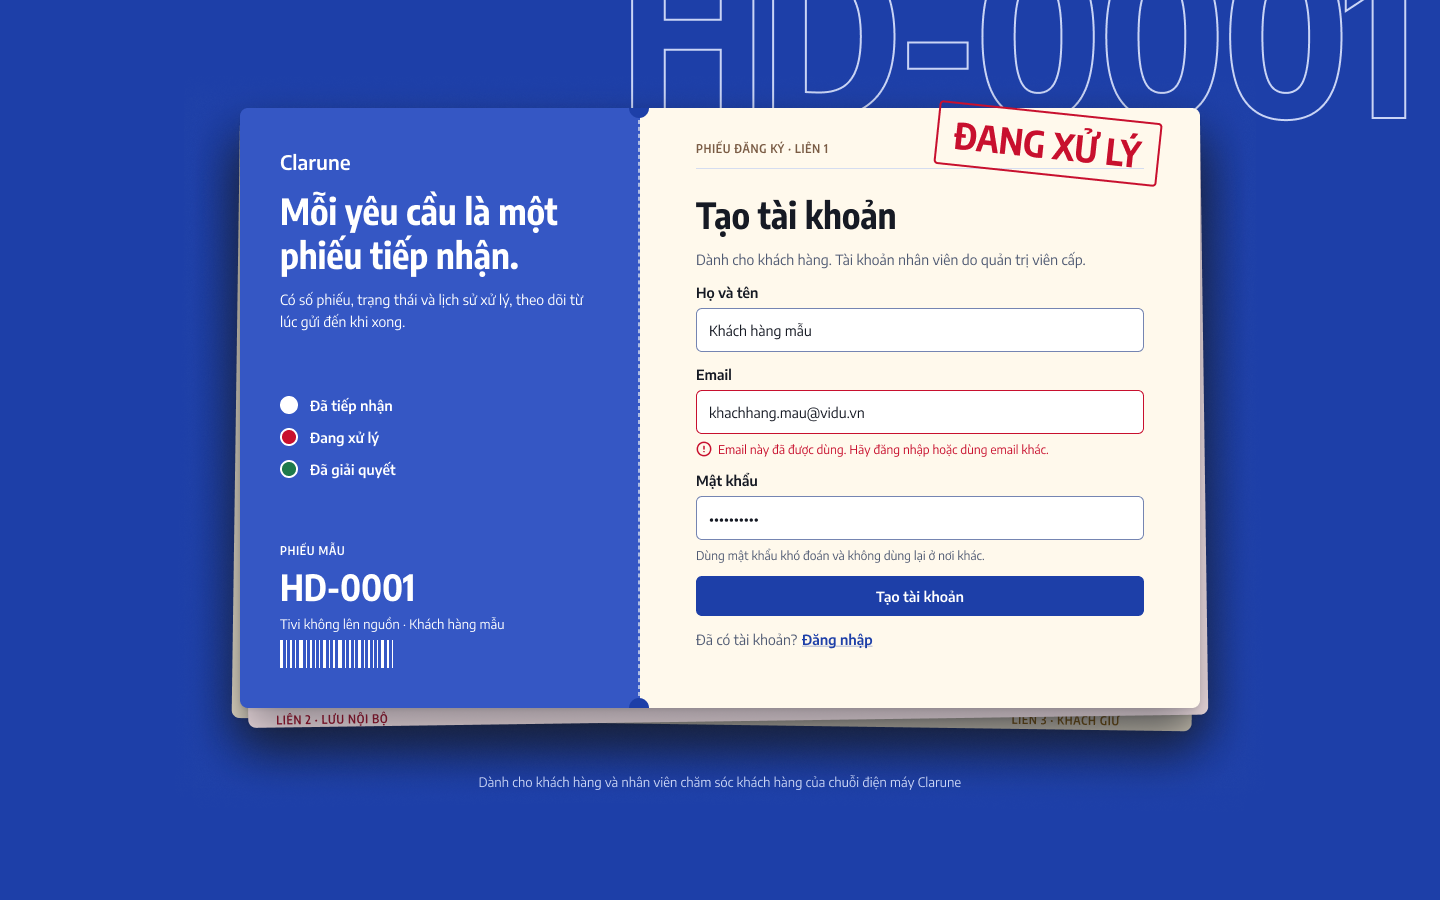 HD-0001
Clarune
Mỗi yêu cầu là một
phiếu tiếp nhận.
Có số phiếu, trạng thái và lịch sử xử lý, theo dõi từ
lúc gửi đến khi xong.
Đã tiếp nhận
Đang xử lý
Đã giải quyết
PHIẾU MẪU
HD-0001
Tivi không lên nguồn · Khách hàng mẫu
PHIẾU ĐĂNG KÝ · LIÊN 1
ĐANG XỬ LÝ
Tạo tài khoản
Dành cho khách hàng. Tài khoản nhân viên do quản trị viên cấp.
Họ và tên
Khách hàng mẫu
Email
khachhang.mau@vidu.vn
Email này đã được dùng. Hãy đăng nhập hoặc dùng email khác.
Mật khẩu
••••••••••
Dùng mật khẩu khó đoán và không dùng lại ở nơi khác.
Tạo tài khoản
Đã có tài khoản? Đăng nhập
LIÊN 2 · LƯU NỘI BỘ
LIÊN 3 · KHÁCH GIỮ
Dành cho khách hàng và nhân viên chăm sóc khách hàng của chuỗi điện máy Clarune